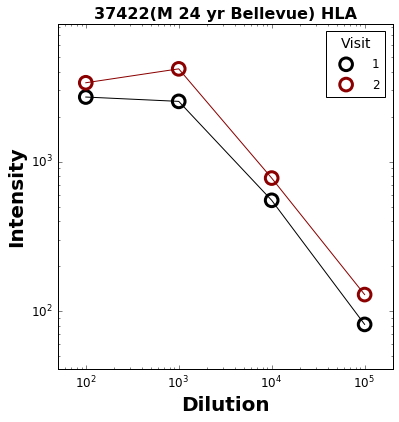 37422(M 24 yr Bellevue) HLA
Visit
1
2
Intensity
10³
10²
10² 10³ 10⁴ 10⁵
Dilution